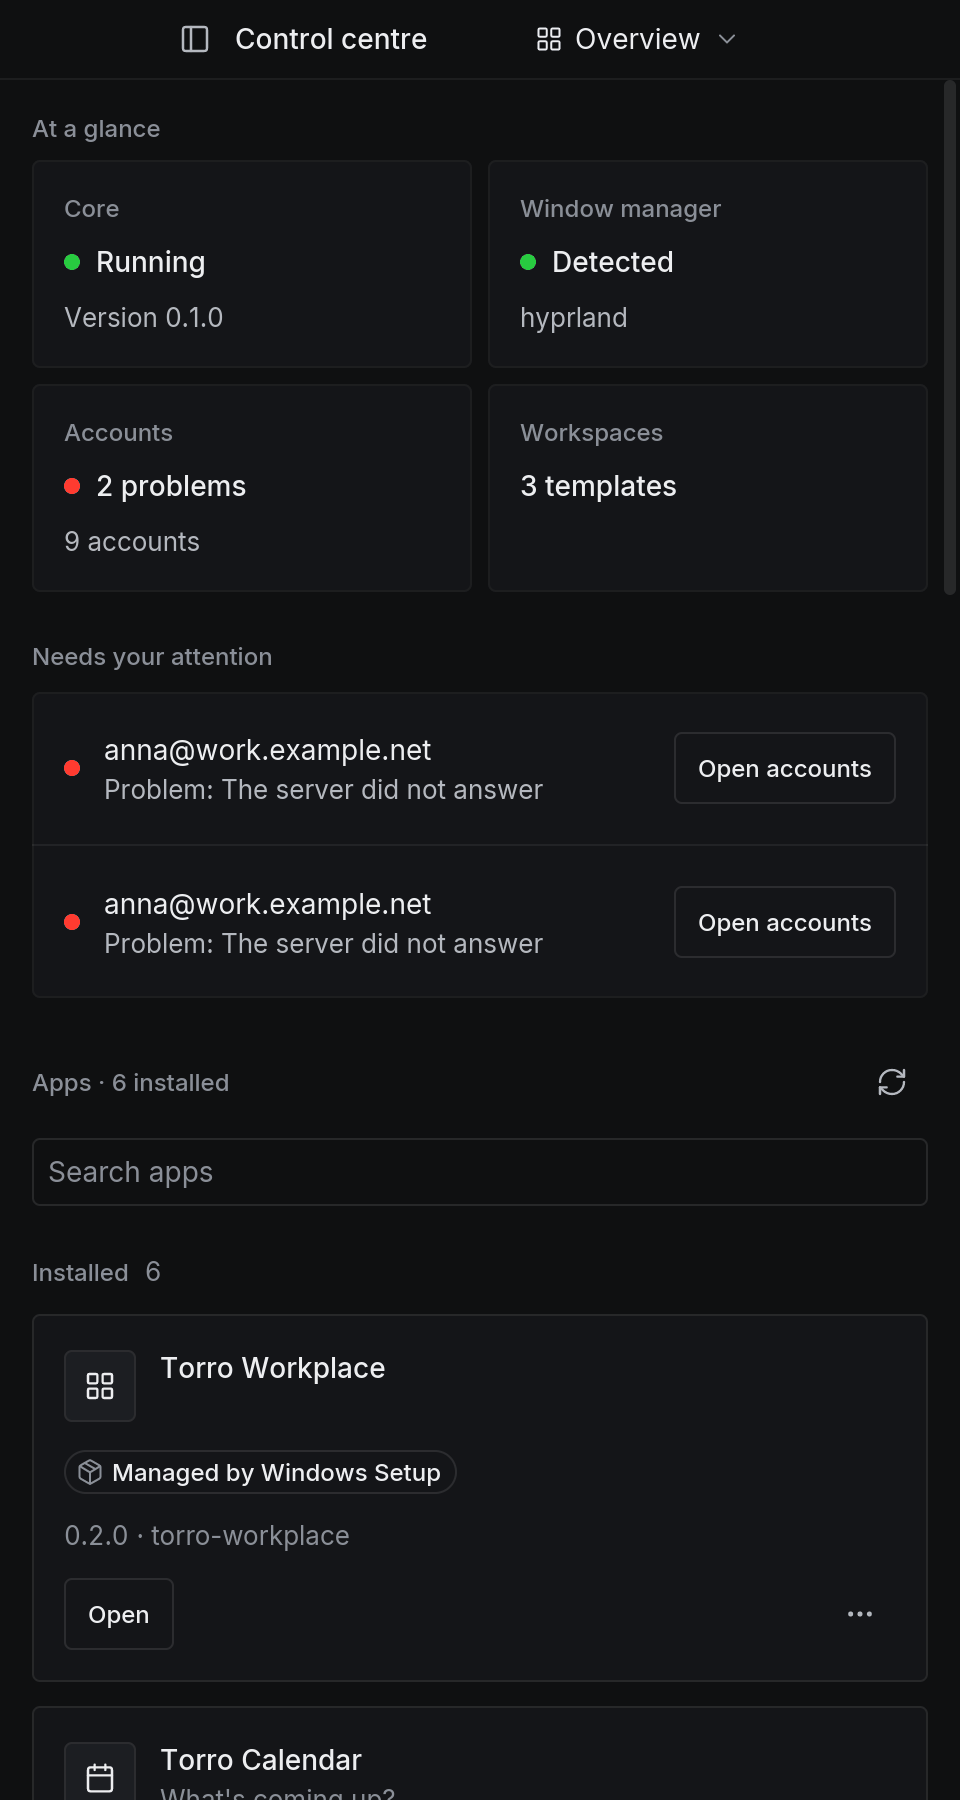 Control centre
Overview
At a glance
Core
Running
Version 0.1.0
Window manager
Detected
hyprland
Accounts
2 problems
9 accounts
Workspaces
3 templates
Needs your attention
anna@work.example.net
Problem: The server did not answer
Open accounts
anna@work.example.net
Problem: The server did not answer
Open accounts
Apps · 6 installed
Search apps
Installed 6
Torro Workplace
Managed by Windows Setup
0.2.0 · torro-workplace
Open
Torro Calendar
What's coming up?